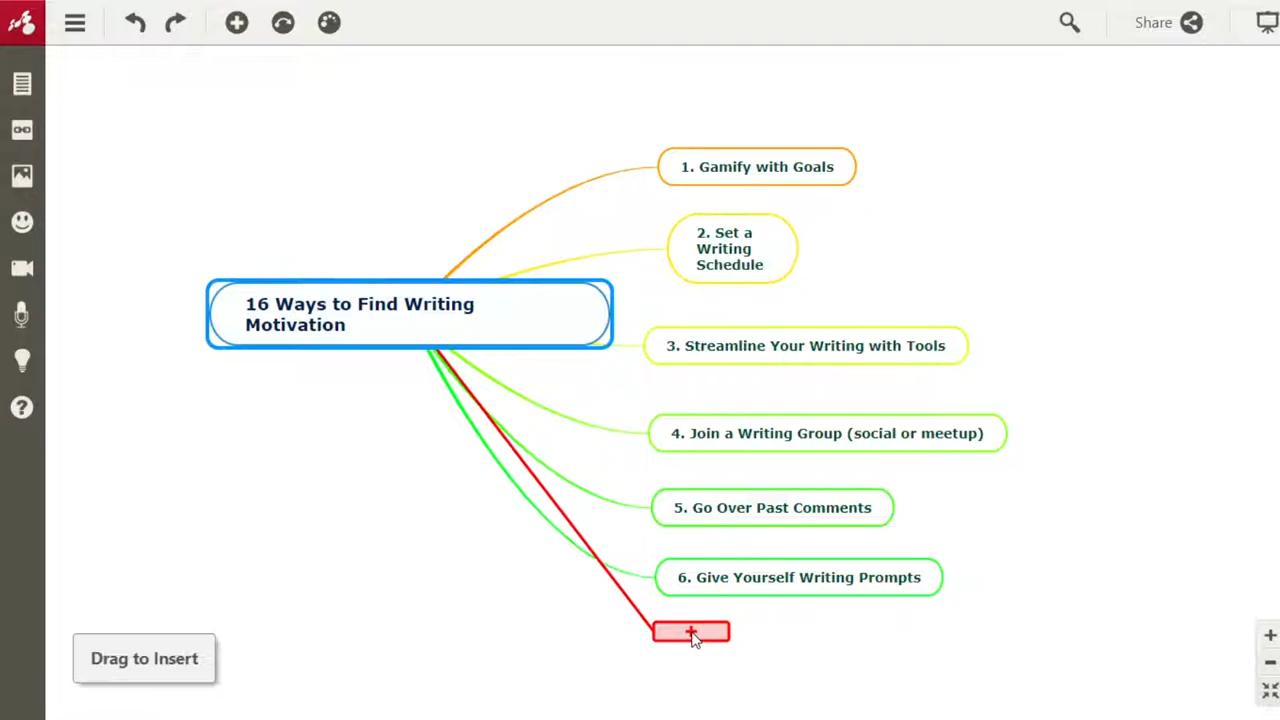 Share
1. Gamify with Goals
2. Set a
Writing
Schedule
16 Ways to Find Writing
Motivation
3. Streamline Your Writing with Tools
4. Join a Writing Group (social or meetup)
5. Go Over Past Comments
6. Give Yourself Writing Prompts
Drag to Insert